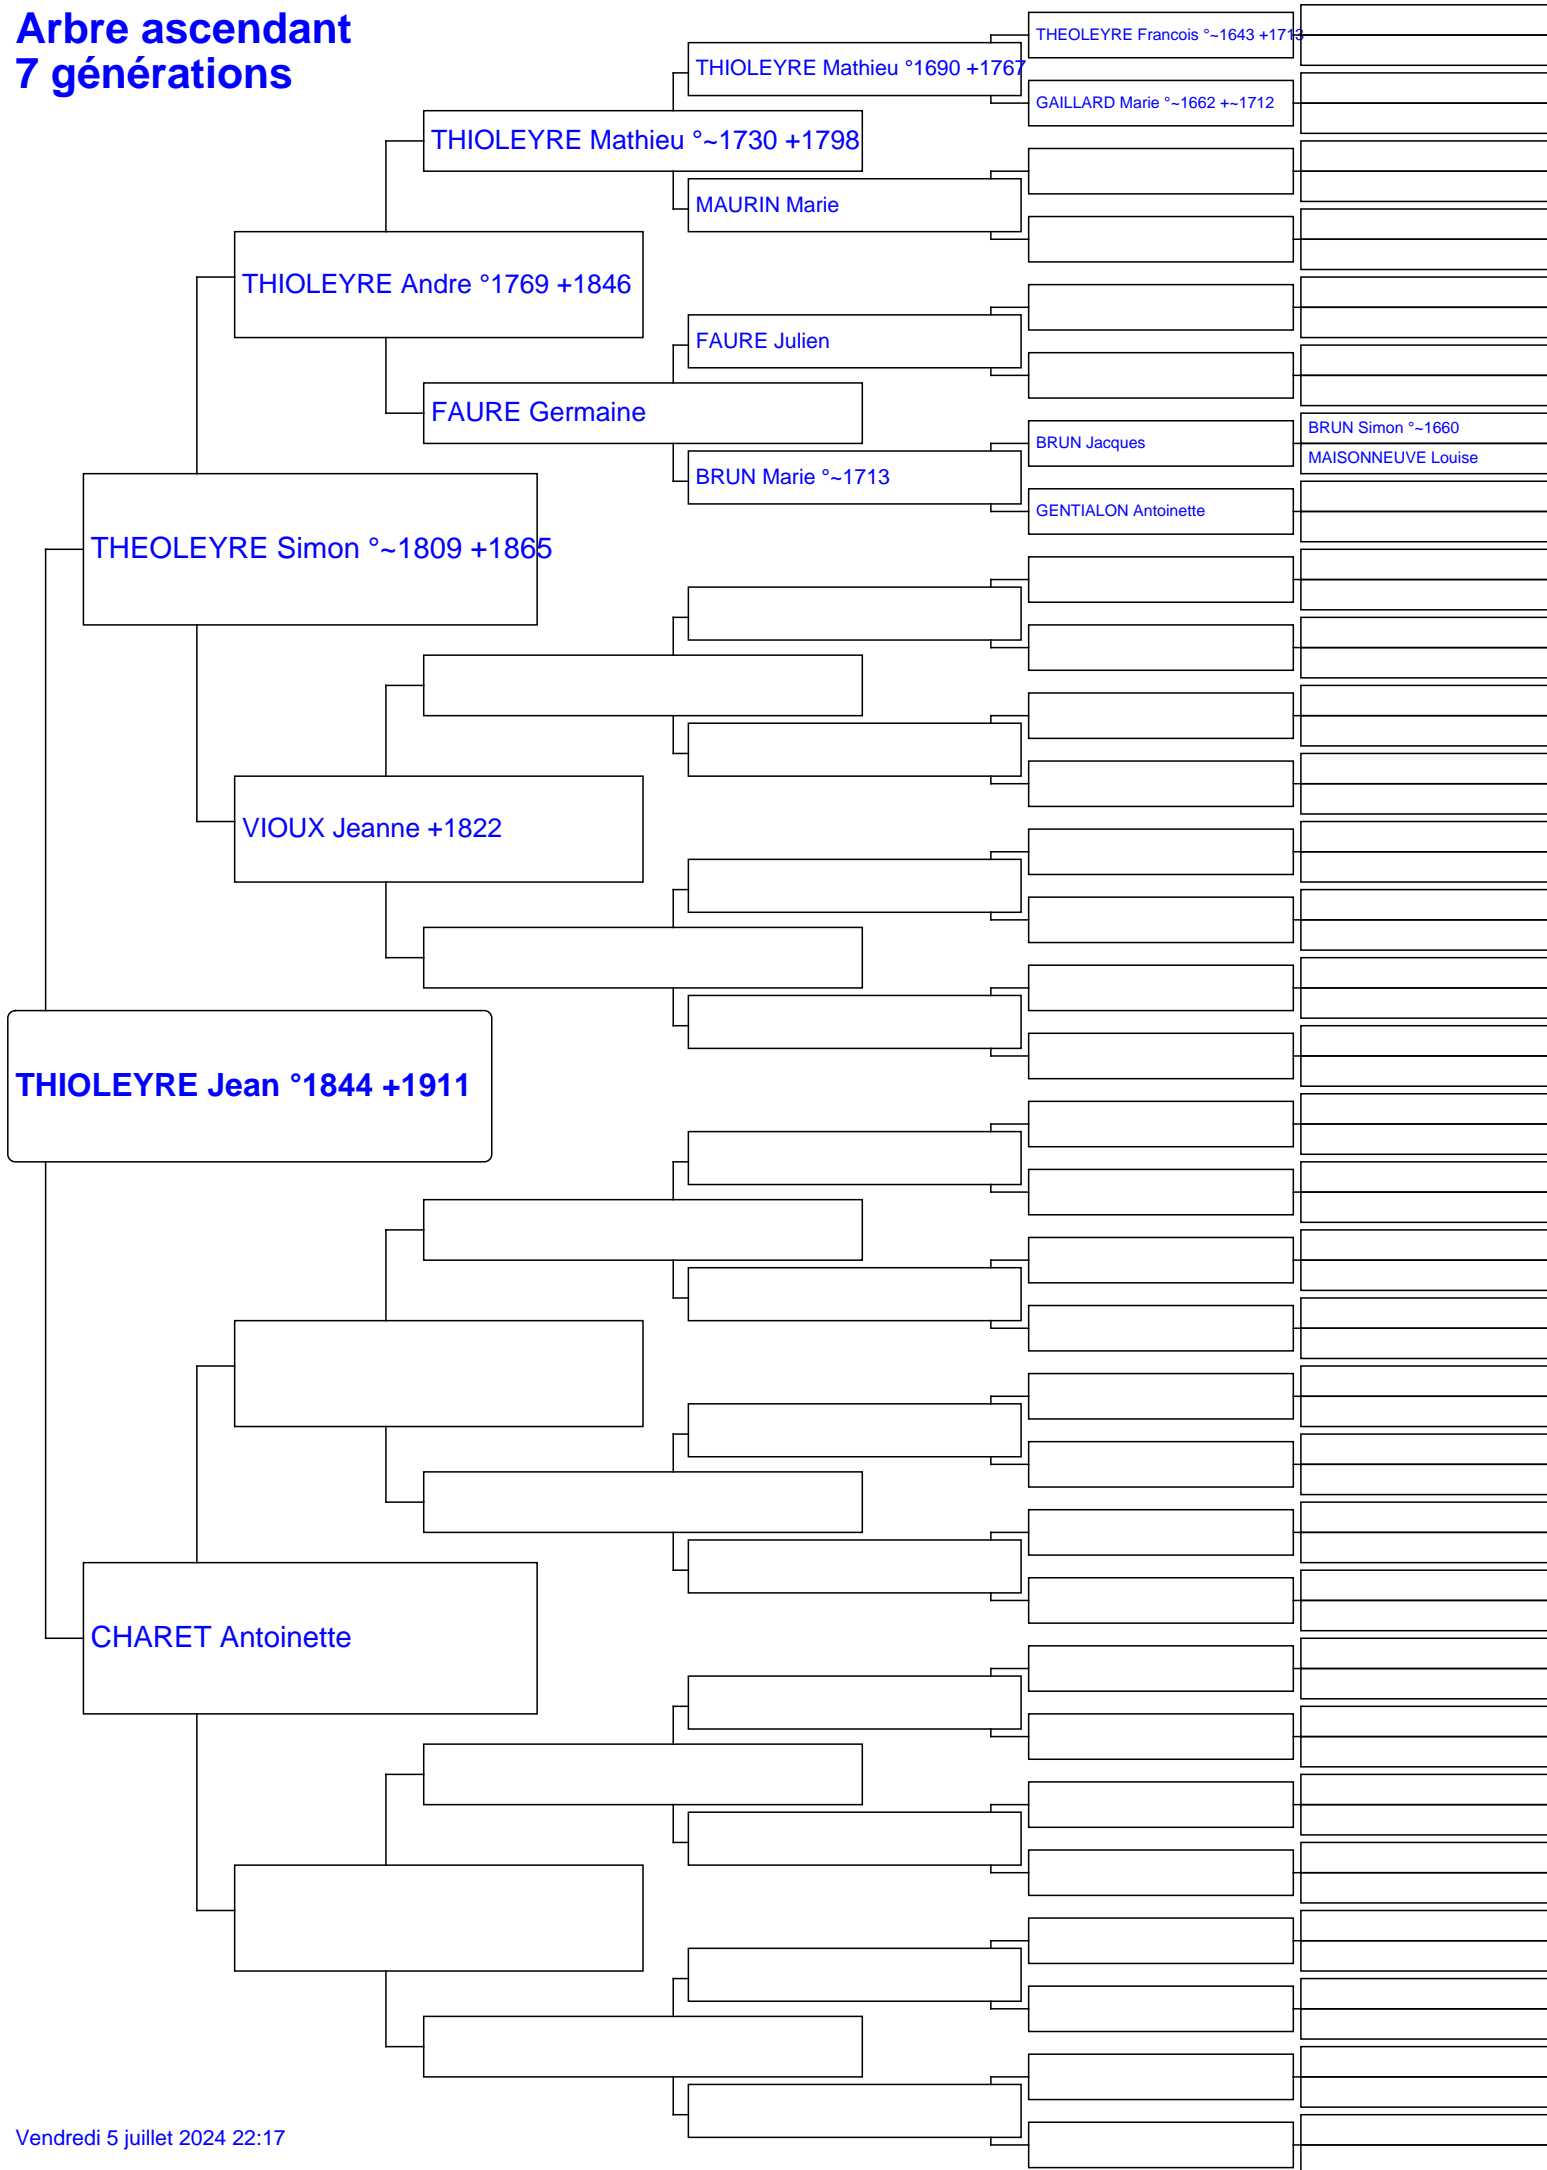 Arbre ascendant
7 générations
THEOLEYRE Francois °~1643 +1713
THIOLEYRE Mathieu °1690 +1767
GAILLARD Marie °~1662 +~1712
THIOLEYRE Mathieu °~1730 +1798
MAURIN Marie
THIOLEYRE Andre °1769 +1846
FAURE Julien
FAURE Germaine
BRUN Simon °~1660
BRUN Jacques
MAISONNEUVE Louise
BRUN Marie °~1713
GENTIALON Antoinette
THEOLEYRE Simon °~1809 +1865
VIOUX Jeanne +1822
THIOLEYRE Jean °1844 +1911
CHARET Antoinette
Vendredi 5 juillet 2024 22:17